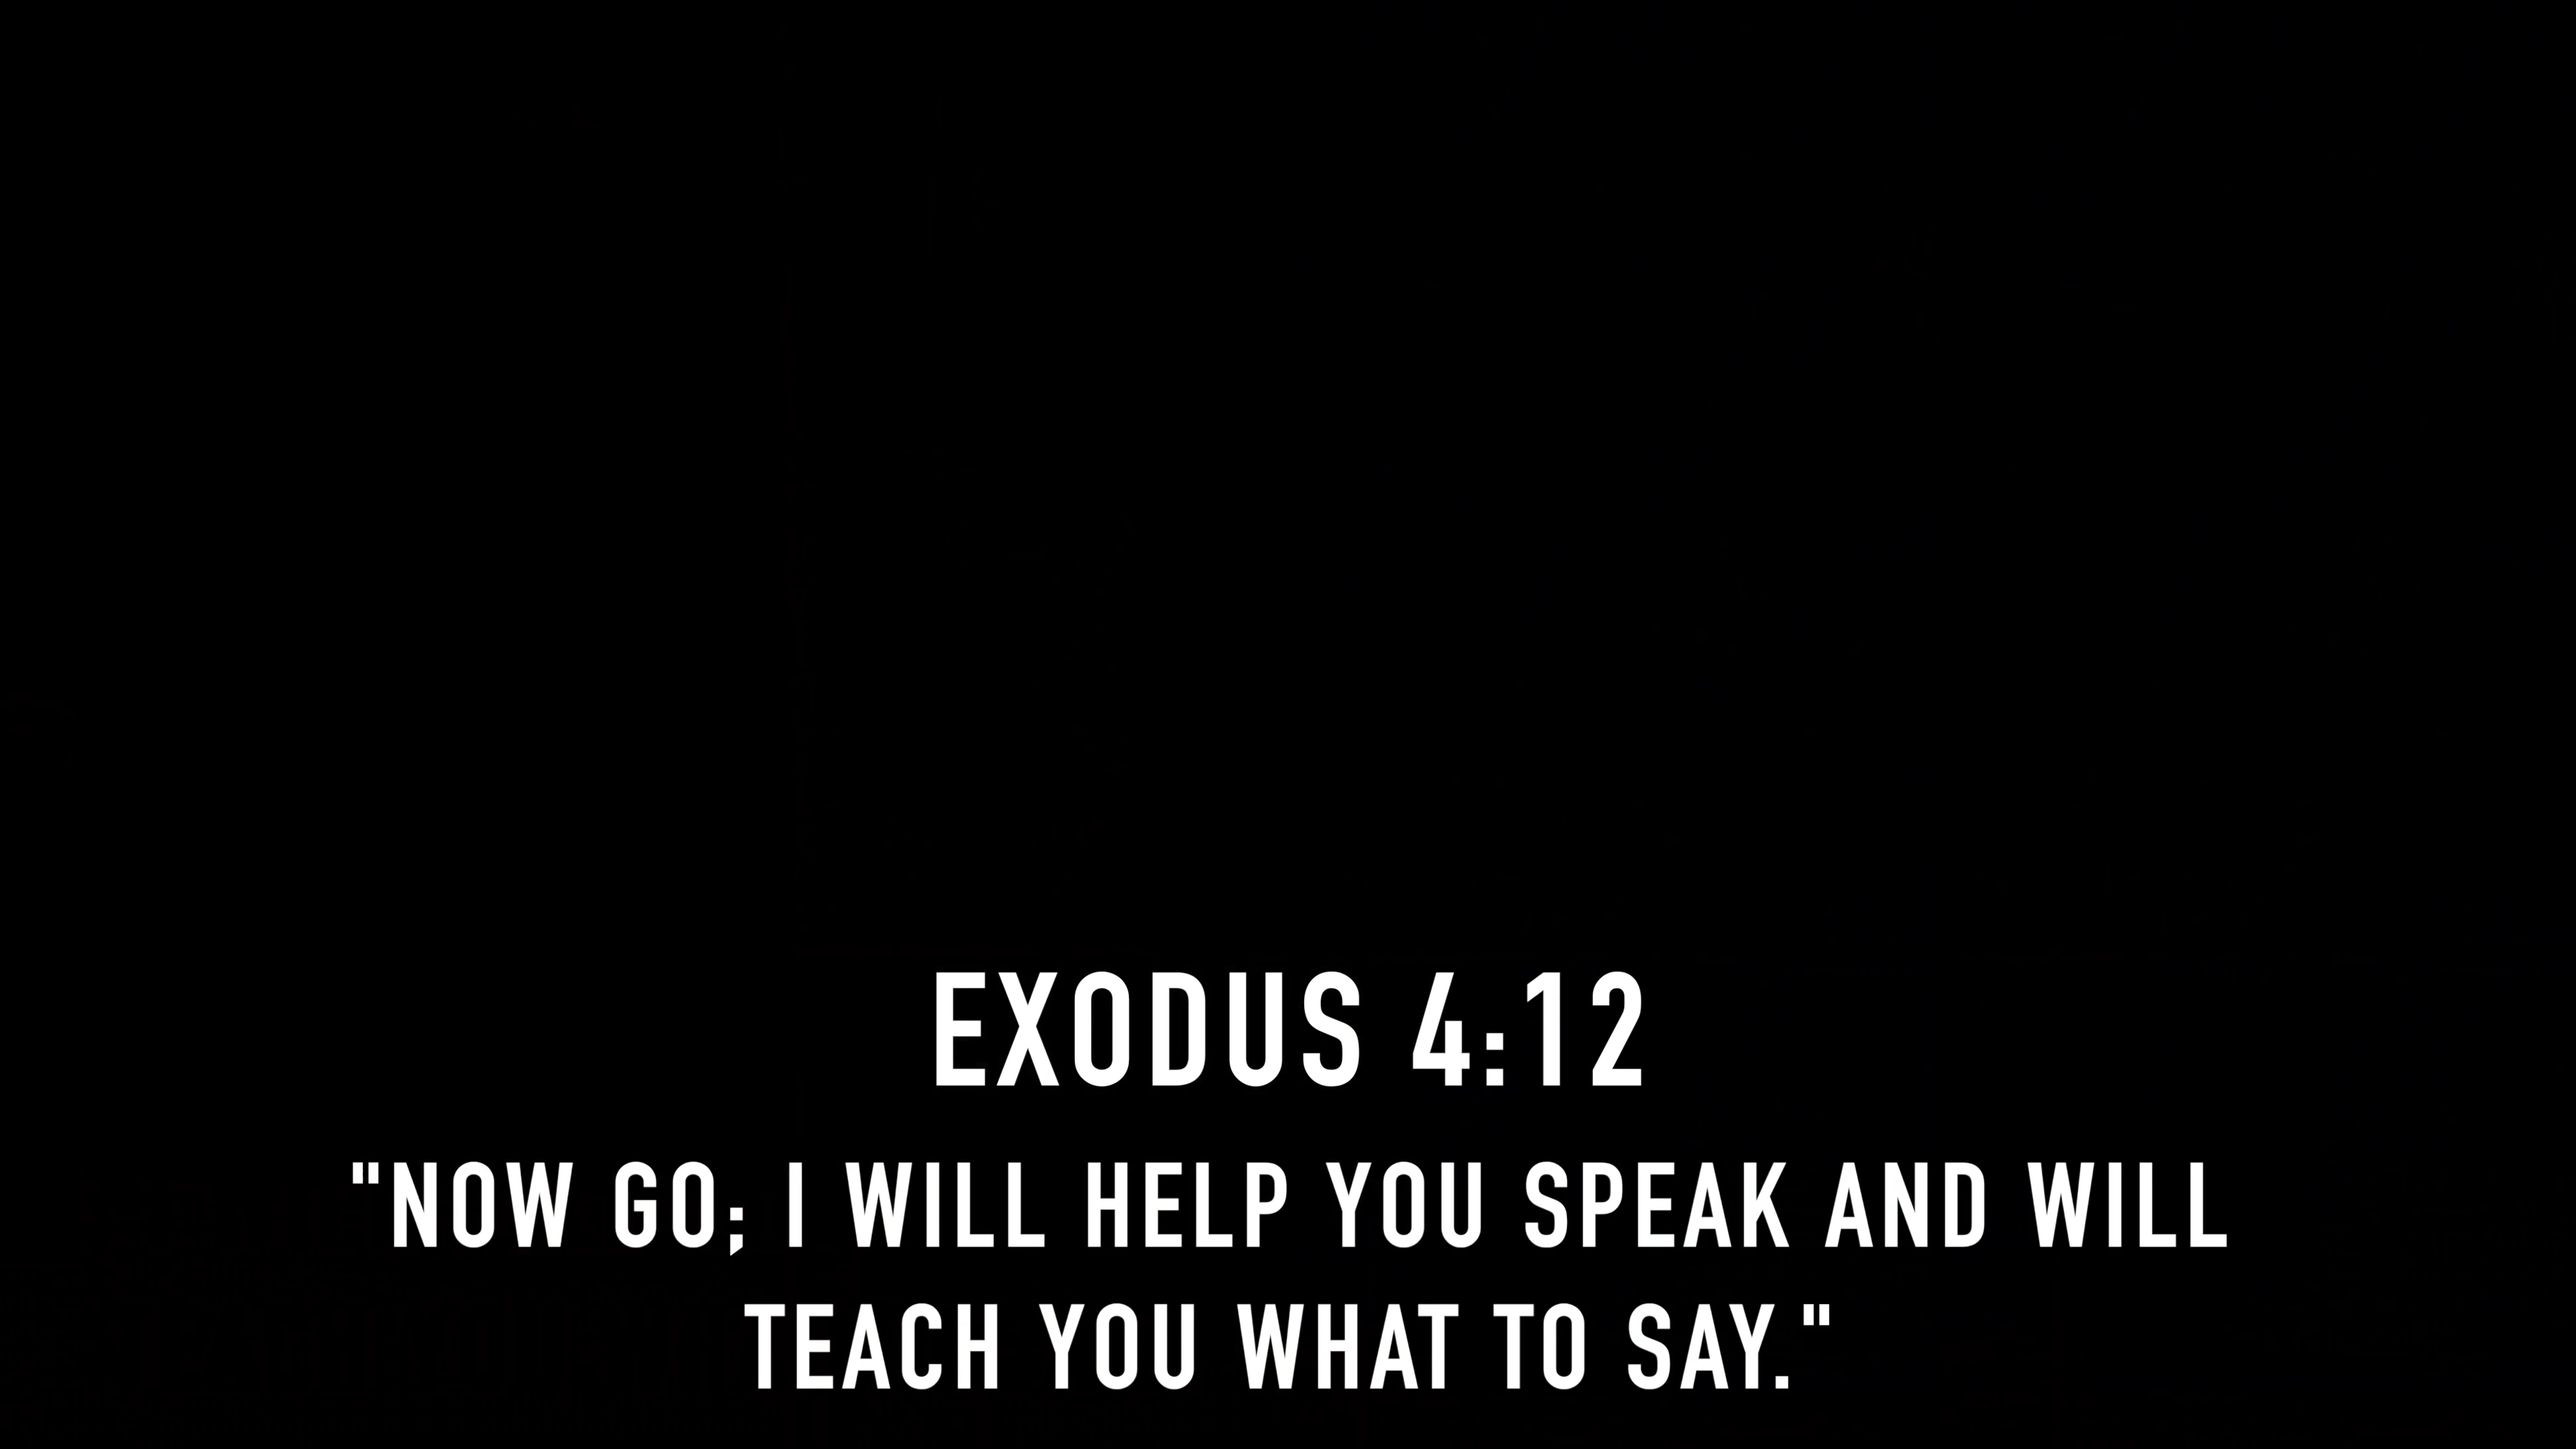 EXODUS 4:12
"NOW GO; I WILL HELP YOU SPEAK AND WILL
TEACH YOU WHAT TO SAY."